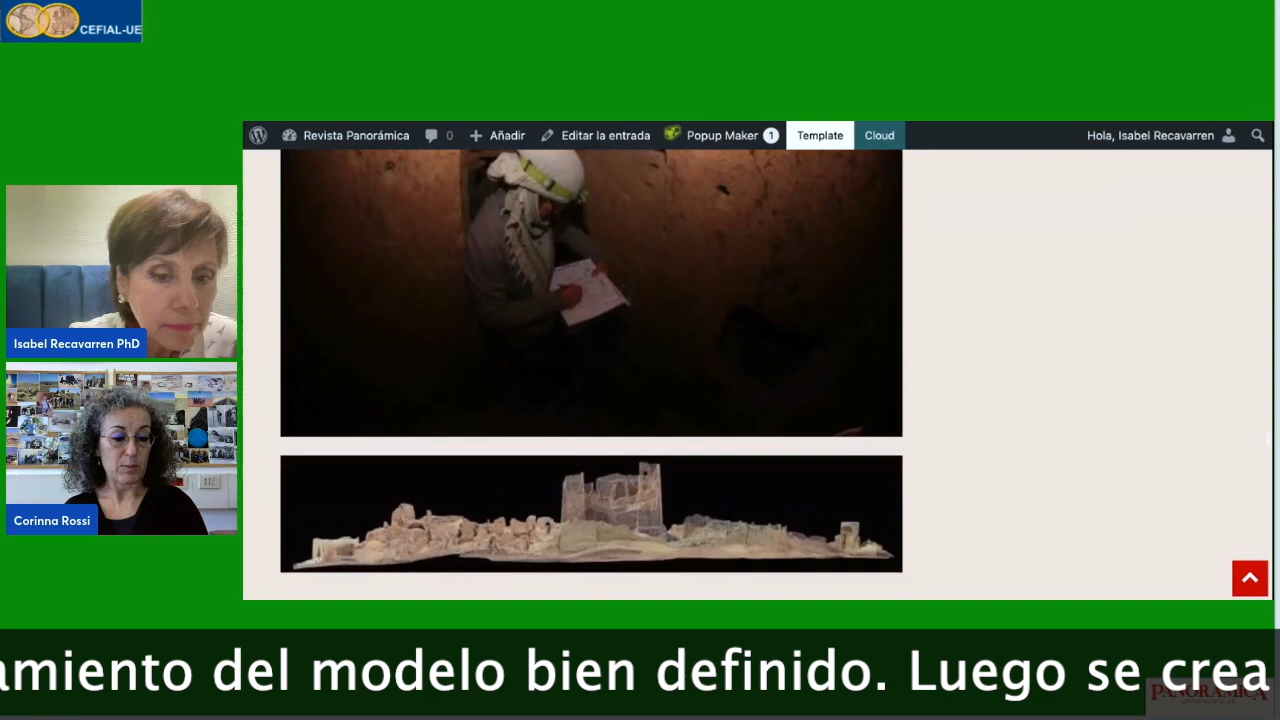 CEFIAL-UE
Revista Panorámica 0 Añadir Editar la entrada Popup Maker 1 Template Cloud Hola, Isabel Recavarren
Isabel Recavarren PhD
Corinna Rossi
amiento del modelo bien definido. Luego se crea
PANORAMICA